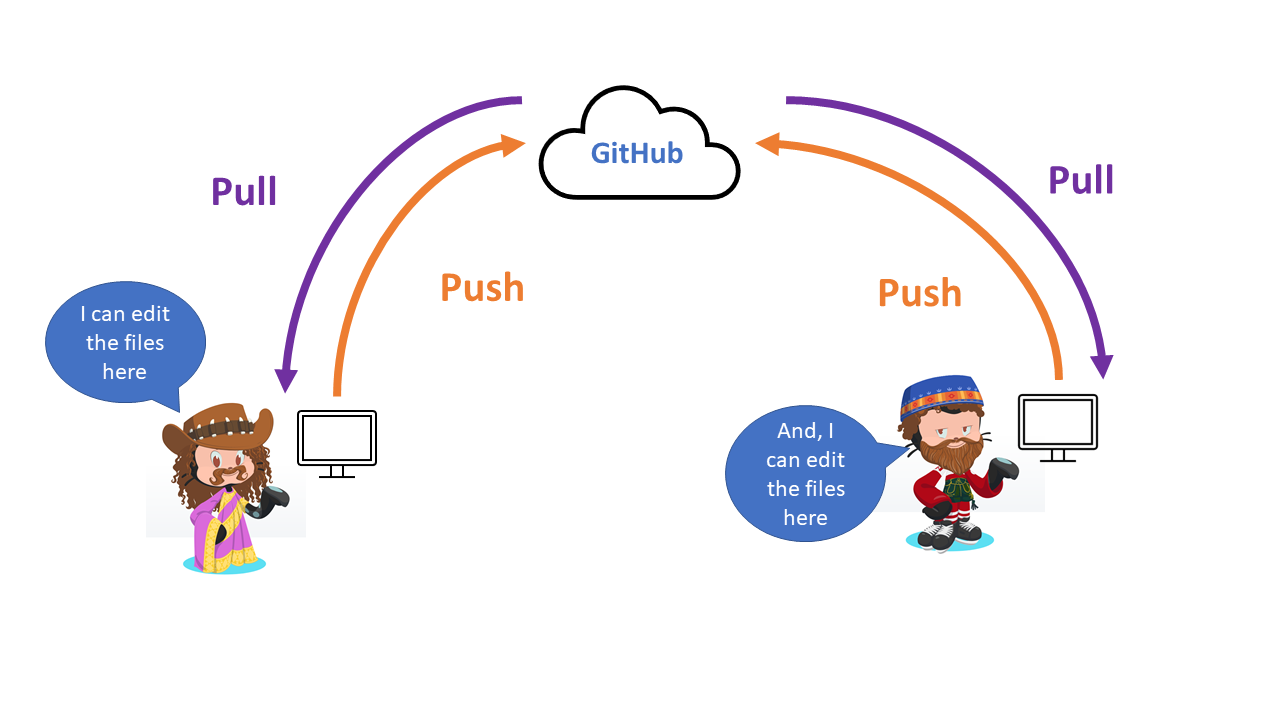 GitHub
Pull
Pull
Push
Push
I can edit
the files
here
And, I
can edit
the files
here